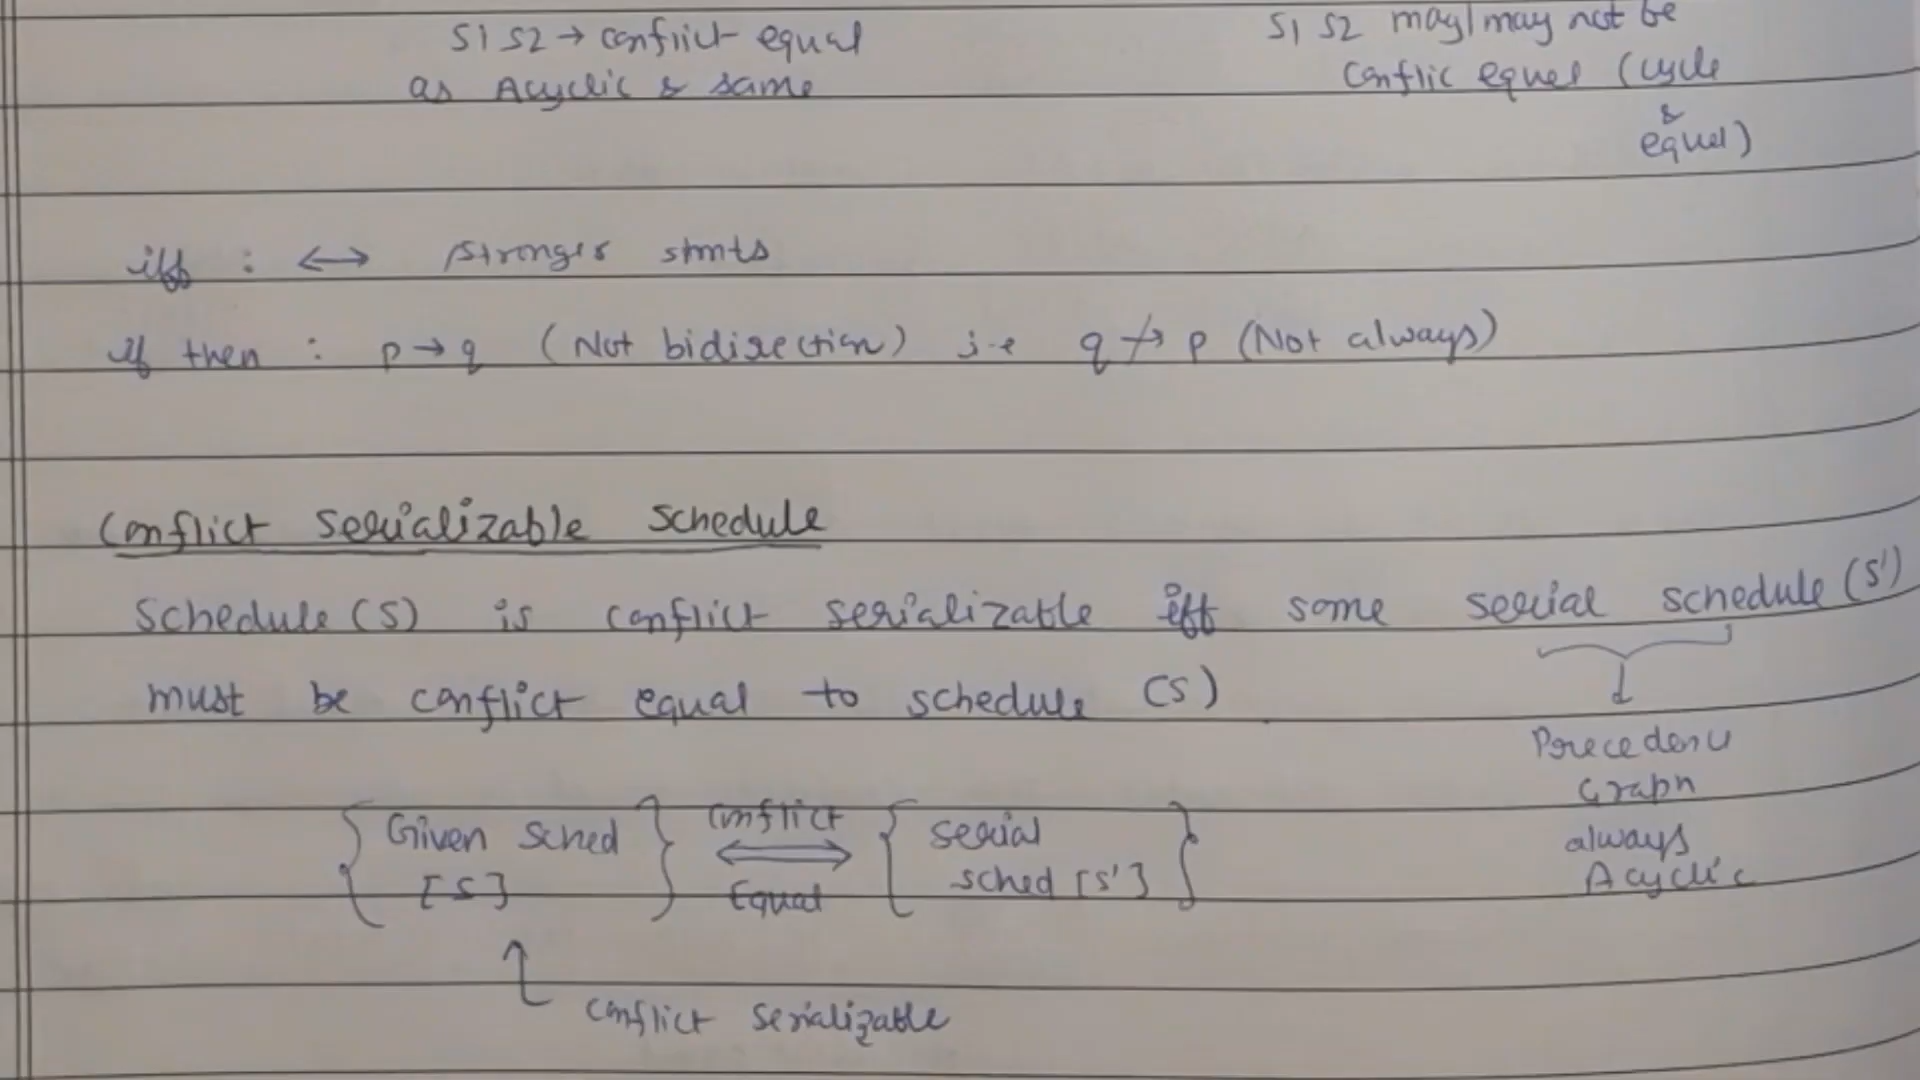 S1 S2 → conflict equal
as Acyclic & same
S1 S2 may/may not be
Conflic equel (cycle
&
equel)
iff : ↔ stronger stmts
if then : p → q (Not bidirection) i.e q ↛ p (Not always)
Conflict Serializable Schedule
Schedule (S) is conflict serializable iff some serial schedule (S')
must be conflict equal to schedule (S)
Precedence
Graph
always
Acyclic
{ Given Sched [S] } Conflict ⟺ Equal { serial sched [S'] }
↑
Conflict Serializable